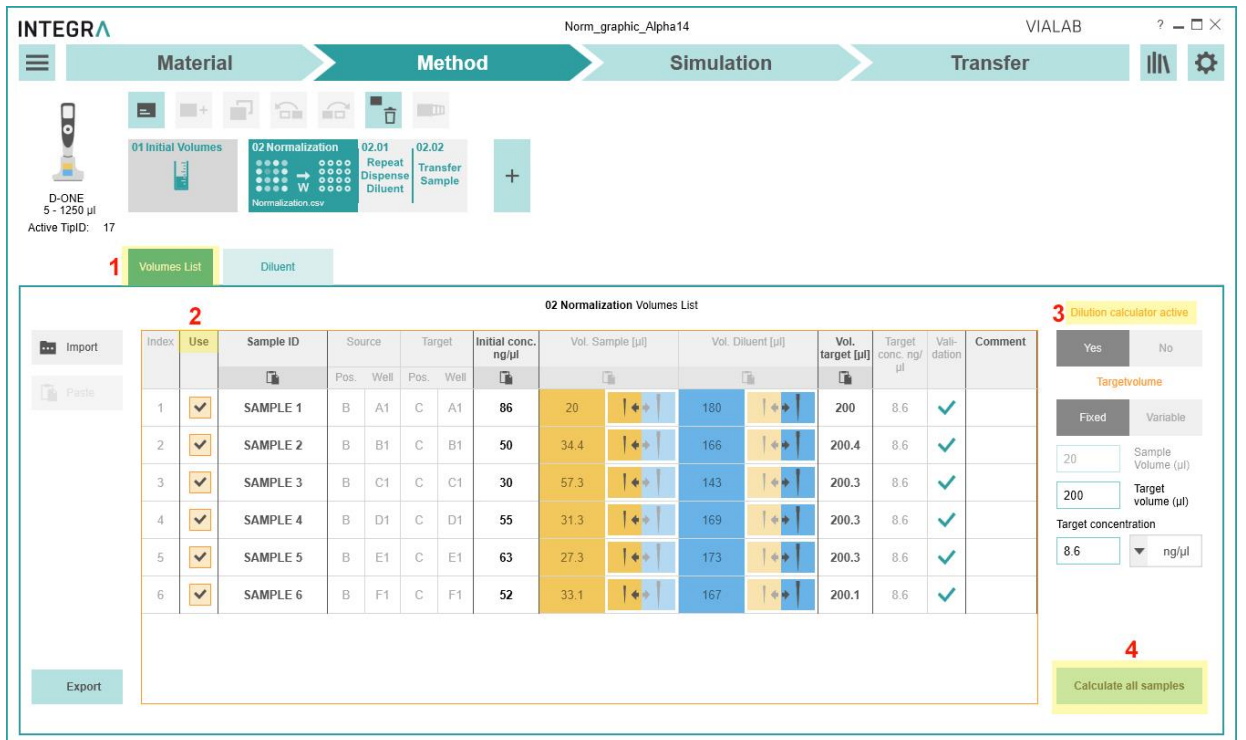 INTEGRA
Norm_graphic_Alpha14
VIALAB
?
Material
Method
Simulation
Transfer
01 Initial Volumes
02 Normalization
W
Normalization.csv
02.01
Repeat
Dispense
Diluent
02.02
Transfer
Sample
+
D-ONE
5 - 1250 µl
Active TipID: 17
1
Volumes List
Diluent
02 Normalization Volumes List
2
3
Dilution calculator active
Import
Paste
Export
Index Use Sample ID Source Target Initial conc. Vol. Sample [µl] Vol. Diluent [µl] Vol. Target Vali- Comment
ng/µl target [µl] conc. ng/ dation
µl
Pos. Well Pos. Well
1 SAMPLE 1 B A1 C A1 86 20 180 200 8.6
2 SAMPLE 2 B B1 C B1 50 34.4 166 200.4 8.6
3 SAMPLE 3 B C1 C C1 30 57.3 143 200.3 8.6
4 SAMPLE 4 B D1 C D1 55 31.3 169 200.3 8.6
5 SAMPLE 5 B E1 C E1 63 27.3 173 200.3 8.6
6 SAMPLE 6 B F1 C F1 52 33.1 167 200.1 8.6
Yes No
Targetvolume
Fixed Variable
20 Sample
Volume (µl)
200 Target
volume (µl)
Target concentration
8.6 ng/µl
4
Calculate all samples